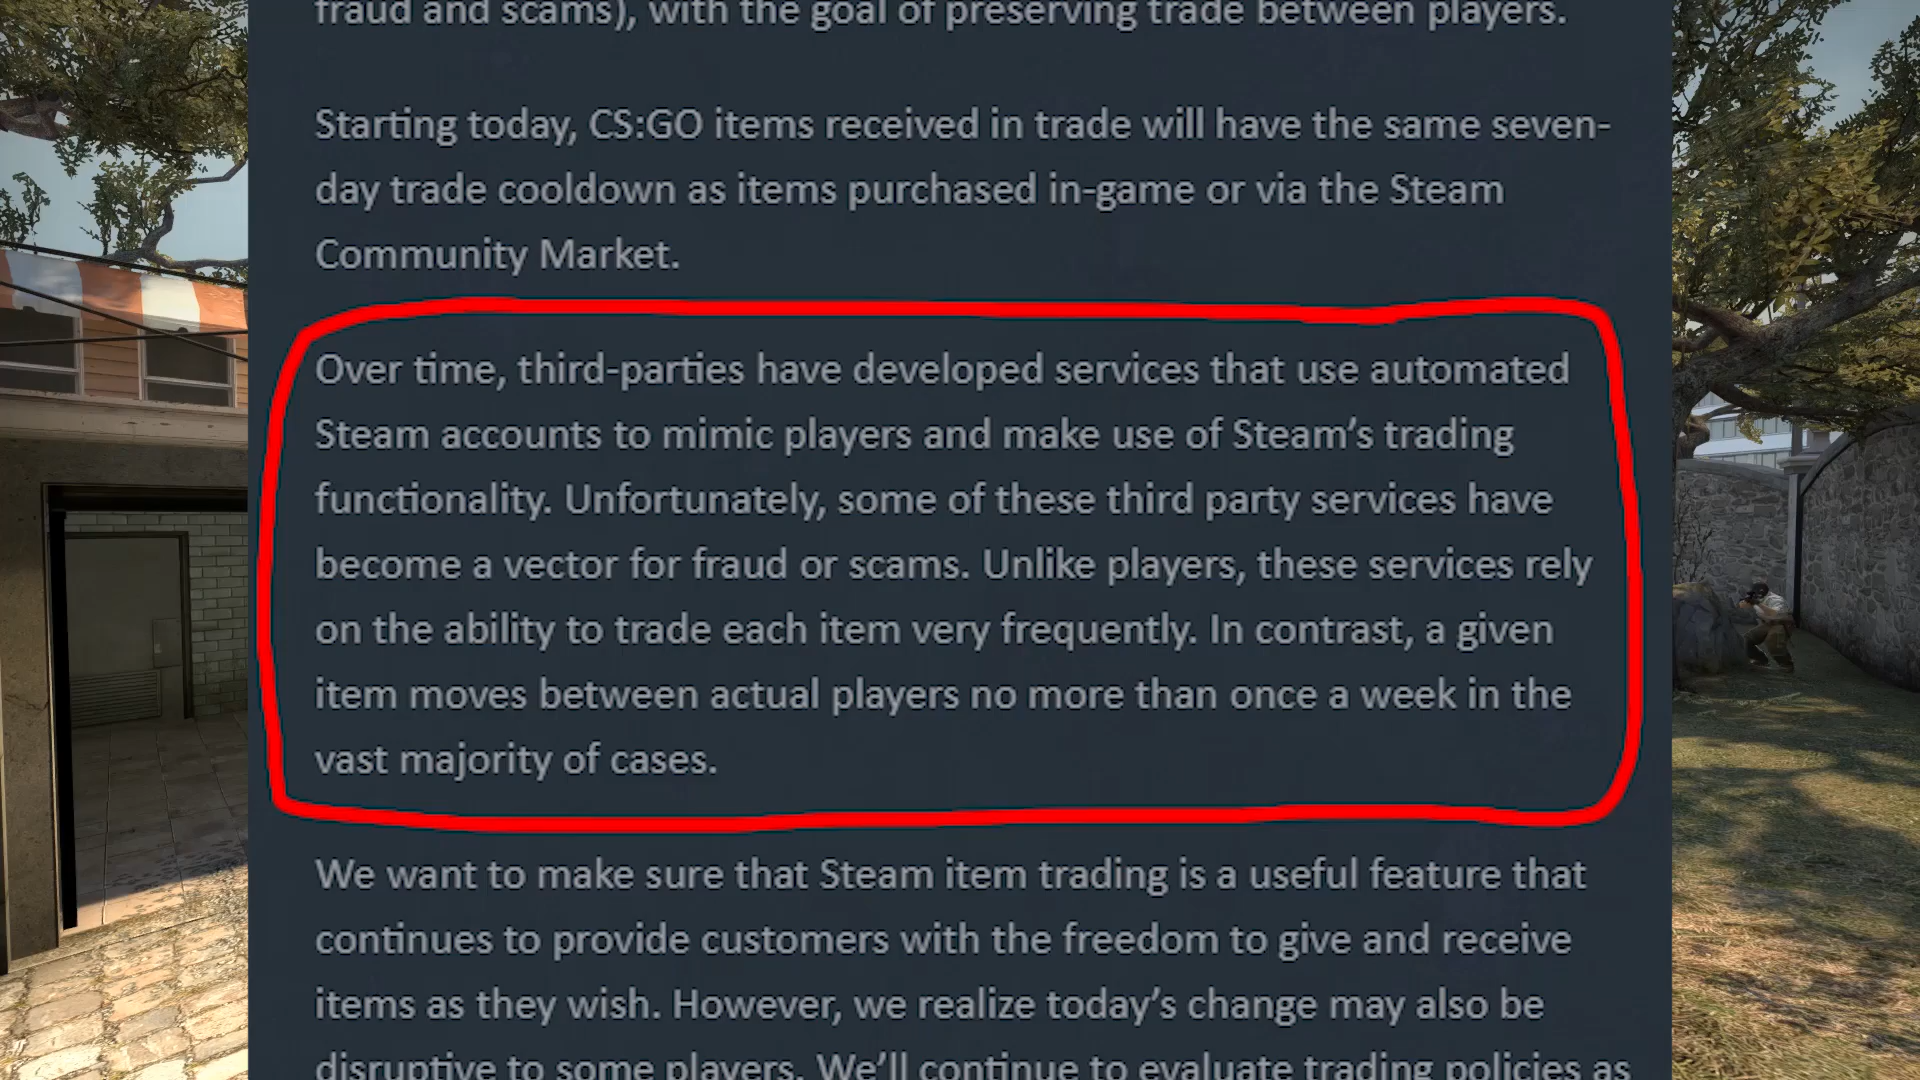 fraud and scams), with the goal of preserving trade between players.
Starting today, CS:GO items received in trade will have the same seven-
day trade cooldown as items purchased in-game or via the Steam
Community Market.
Over time, third-parties have developed services that use automated
Steam accounts to mimic players and make use of Steam’s trading
functionality. Unfortunately, some of these third party services have
become a vector for fraud or scams. Unlike players, these services rely
on the ability to trade each item very frequently. In contrast, a given
item moves between actual players no more than once a week in the
vast majority of cases.
We want to make sure that Steam item trading is a useful feature that
continues to provide customers with the freedom to give and receive
items as they wish. However, we realize today’s change may also be
disruptive to some players. We’ll continue to evaluate trading policies as